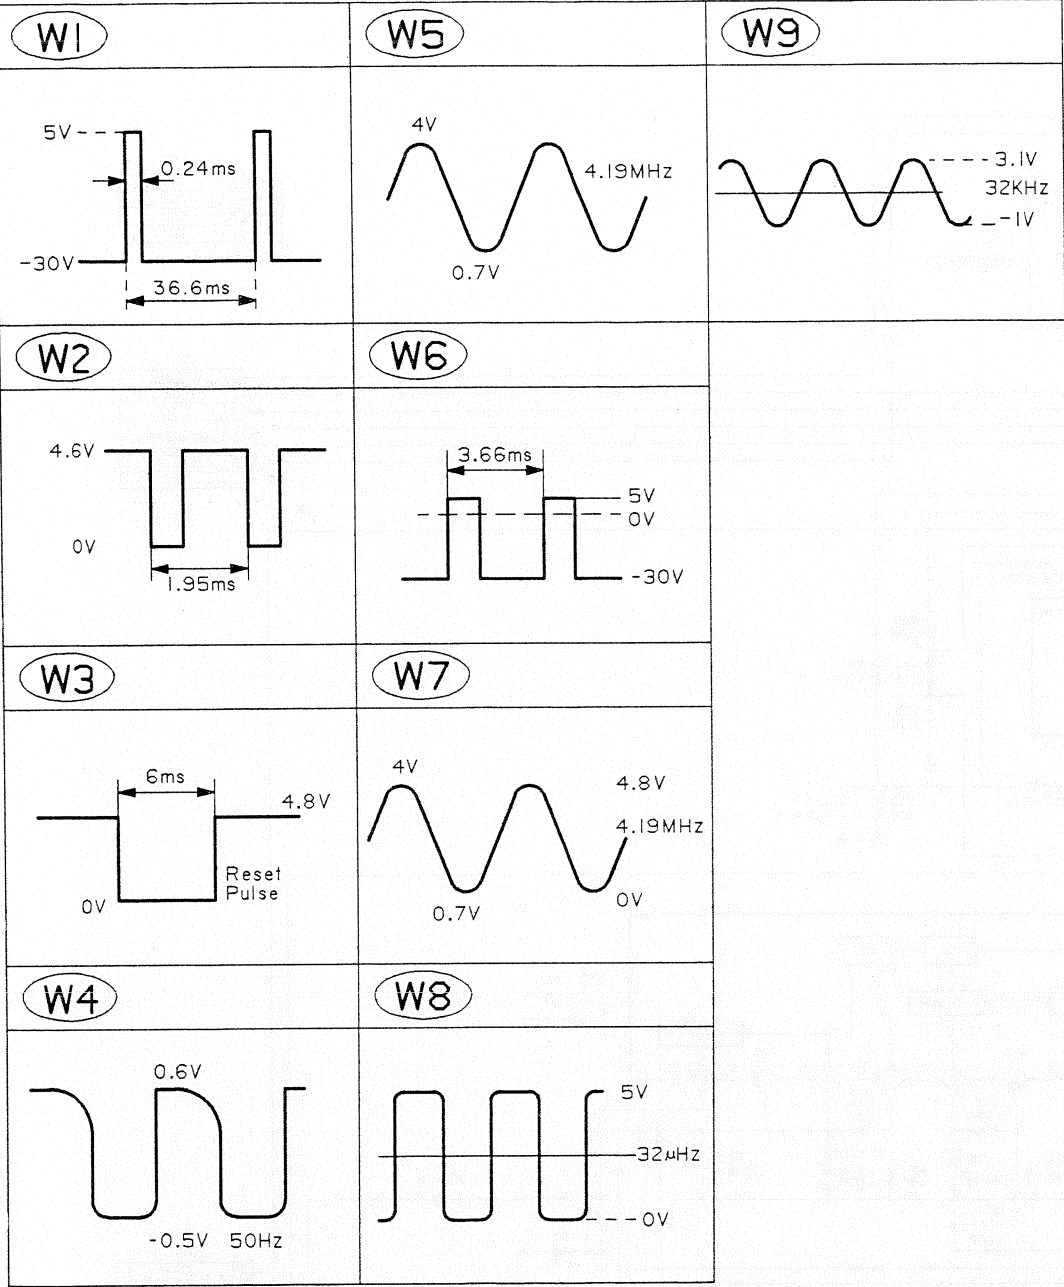 W1
5V
0.24ms
-30V
36.6ms
W5
4V
4.19MHz
0.7V
W9
3.1V
32KHz
-1V
W2
4.6V
0V
1.95ms
W6
3.66ms
5V
0V
-30V
W3
6ms
4.8V
0V
Reset
Pulse
W7
4V
4.8V
4.19MHz
0.7V
0V
W4
0.6V
-0.5V 50Hz
W8
5V
32μHz
0V